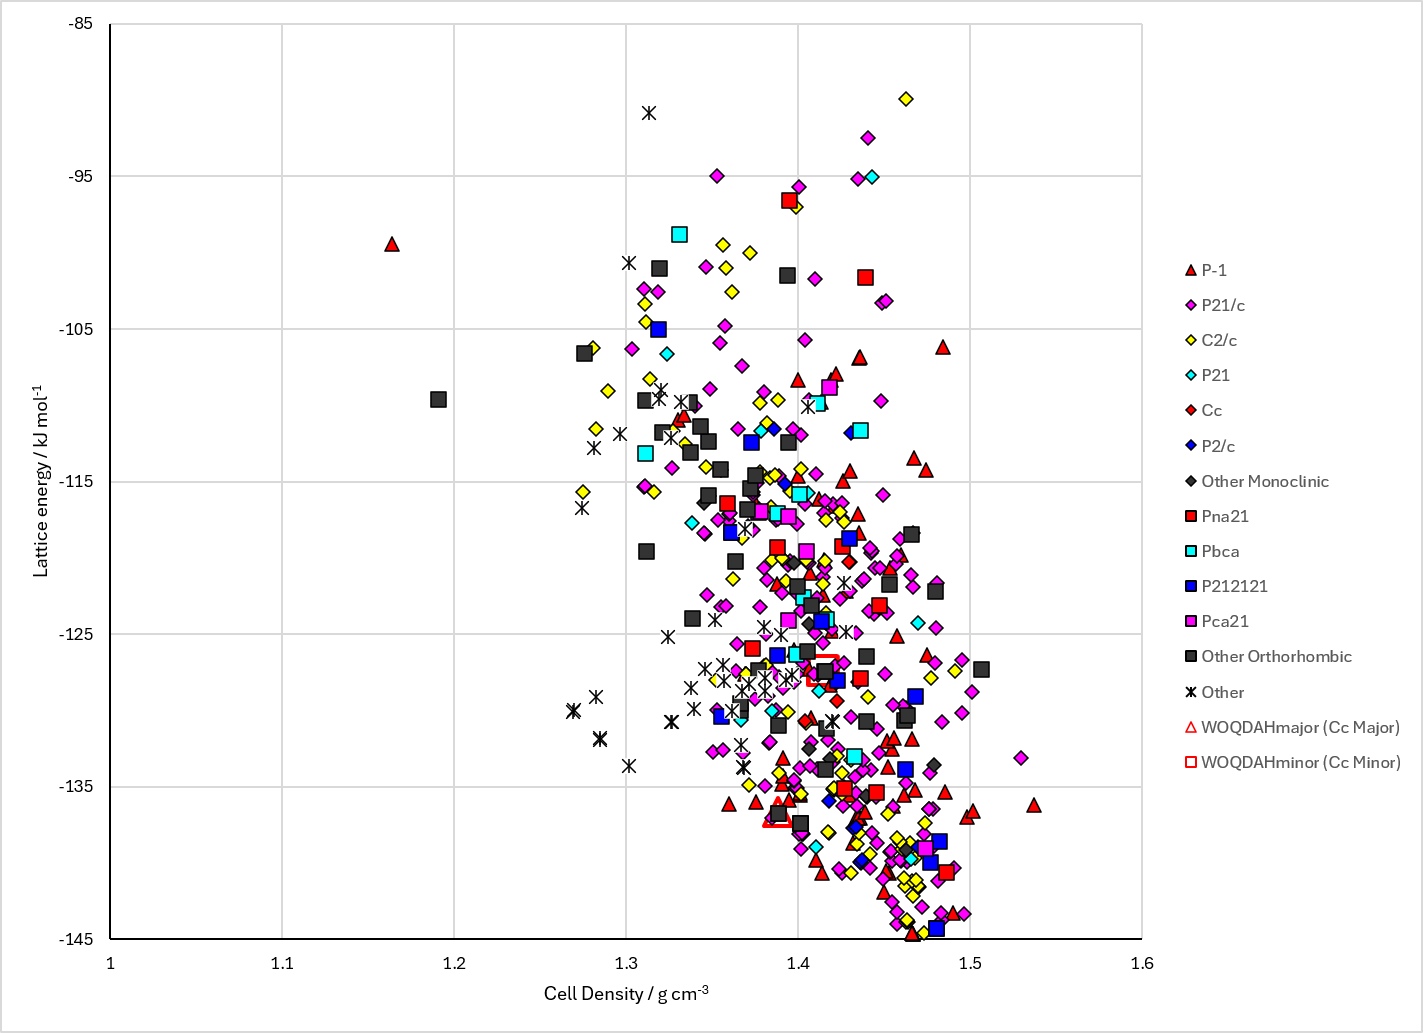 -85
-95
-105
-115
-125
-135
-145
Lattice energy / kJ mol-1
1
1.1
1.2
1.3
1.4
1.5
1.6
Cell Density / g cm-3
P-1
P21/c
C2/c
P21
Cc
P2/c
Other Monoclinic
Pna21
Pbca
P212121
Pca21
Other Orthorhombic
Other
WOQDAHmajor (Cc Major)
WOQDAHminor (Cc Minor)